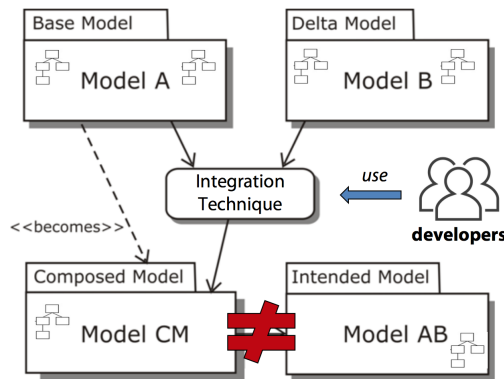 Base Model
Delta Model
Model A
Model B
Integration
Technique
use
developers
<<becomes>>
Composed Model
Intended Model
Model CM
Model AB